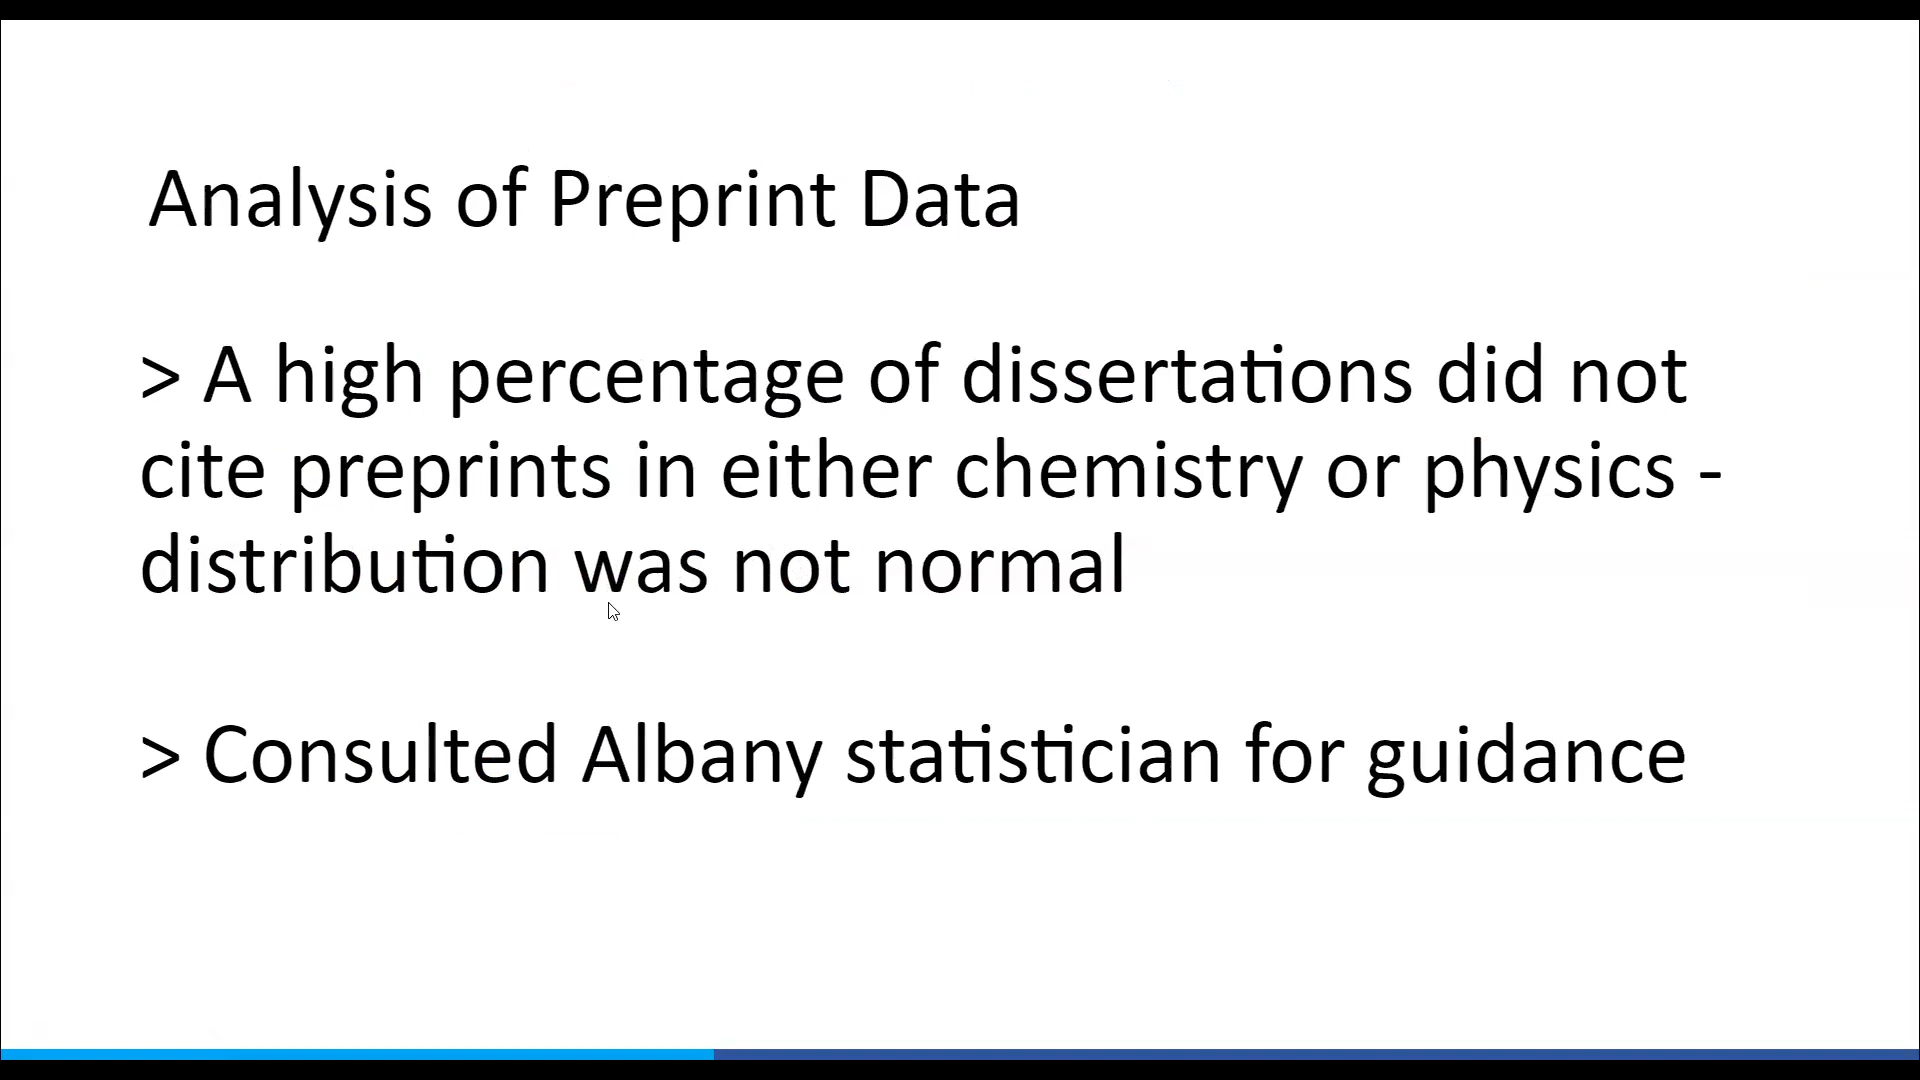 Analysis of Preprint Data
> A high percentage of dissertations did not
cite preprints in either chemistry or physics -
distribution was not normal
> Consulted Albany statistician for guidance